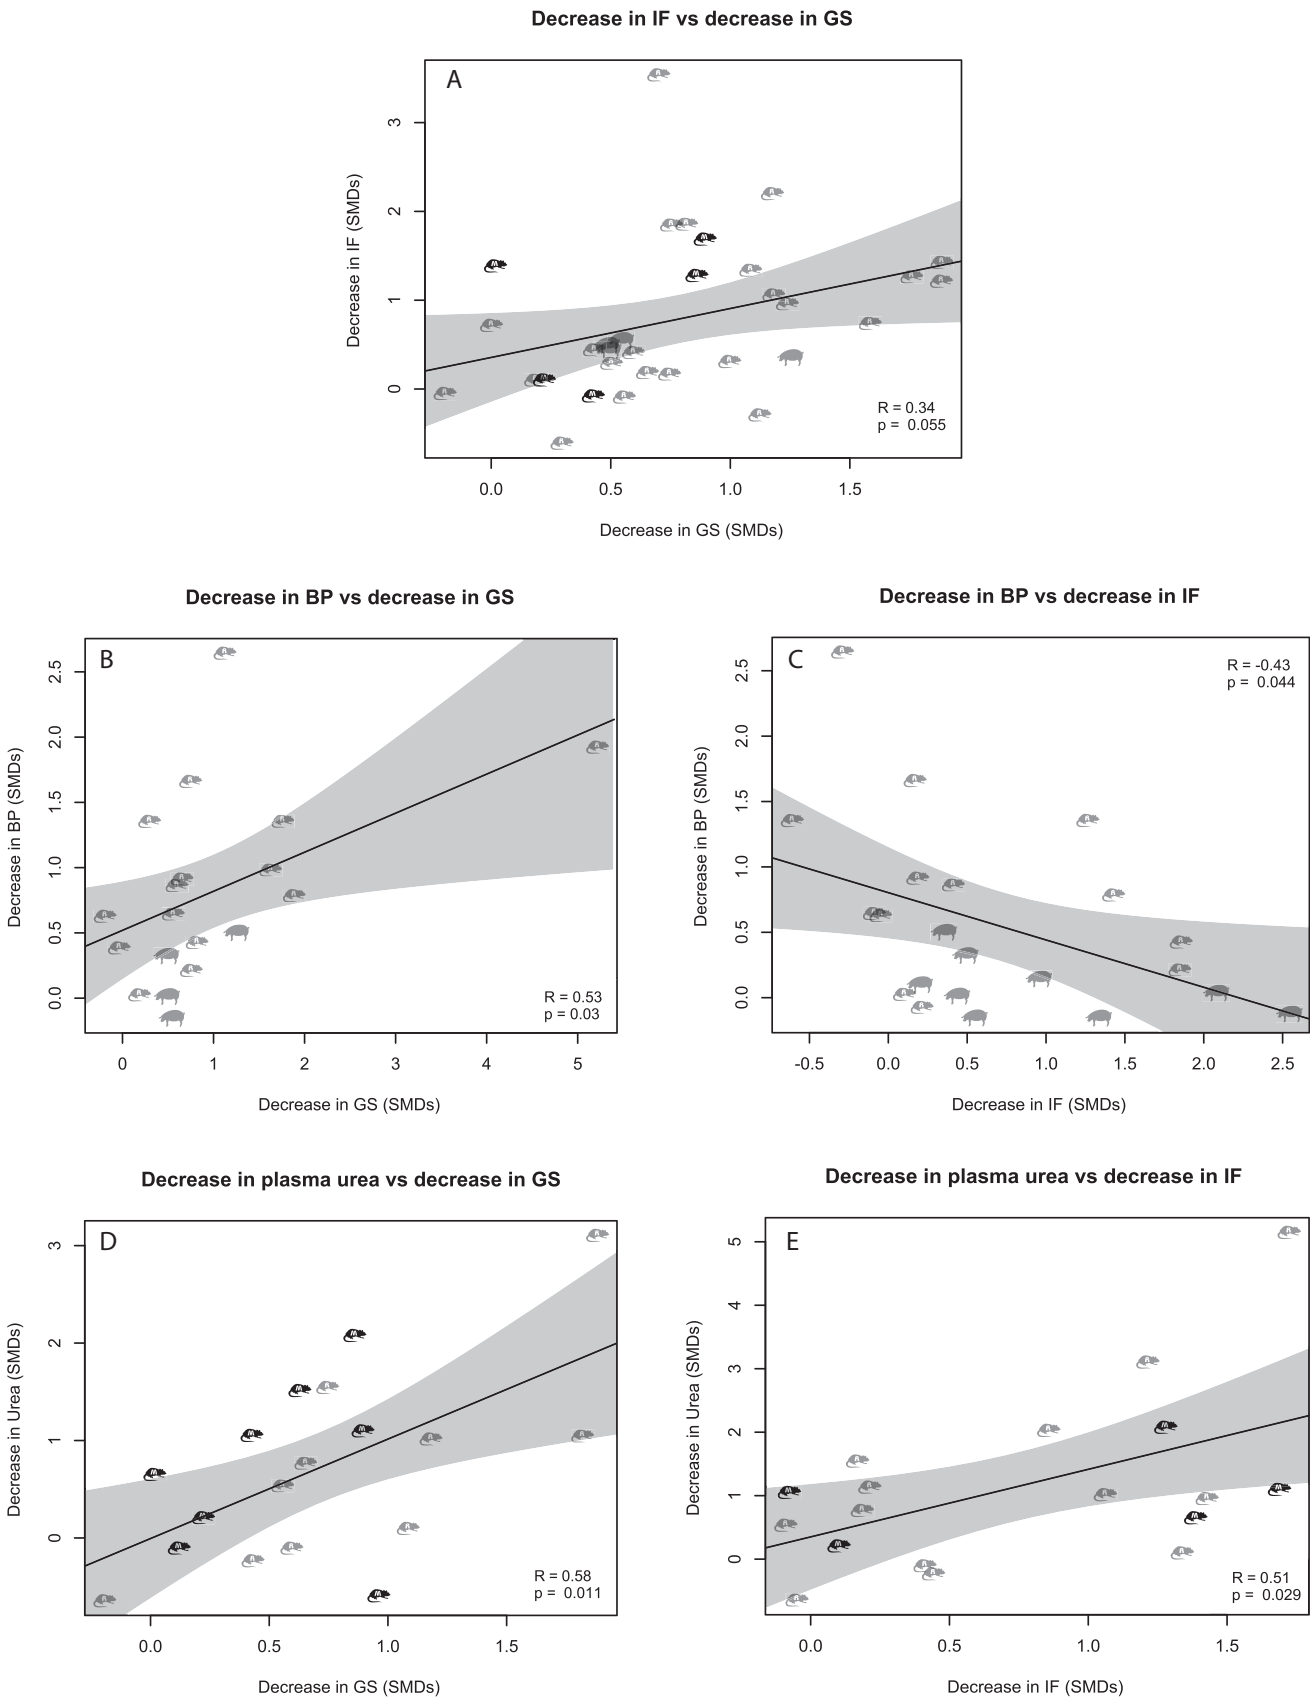 Decrease in IF vs decrease in GS
A
Decrease in IF (SMDs)
3
2
1
0
R = 0.34
p = 0.055
0.0 0.5 1.0 1.5
Decrease in GS (SMDs)
Decrease in BP vs decrease in GS
B
Decrease in BP (SMDs)
2.5
2.0
1.5
1.0
0.5
0.0
R = 0.53
p = 0.03
0 1 2 3 4 5
Decrease in GS (SMDs)
Decrease in BP vs decrease in IF
C
R = -0.43
p = 0.044
Decrease in BP (SMDs)
2.5
2.0
1.5
1.0
0.5
0.0
-0.5 0.0 0.5 1.0 1.5 2.0 2.5
Decrease in IF (SMDs)
Decrease in plasma urea vs decrease in GS
D
Decrease in Urea (SMDs)
3
2
1
0
R = 0.58
p = 0.011
0.0 0.5 1.0 1.5
Decrease in GS (SMDs)
Decrease in plasma urea vs decrease in IF
E
Decrease in Urea (SMDs)
5
4
3
2
1
0
R = 0.51
p = 0.029
0.0 0.5 1.0 1.5
Decrease in IF (SMDs)